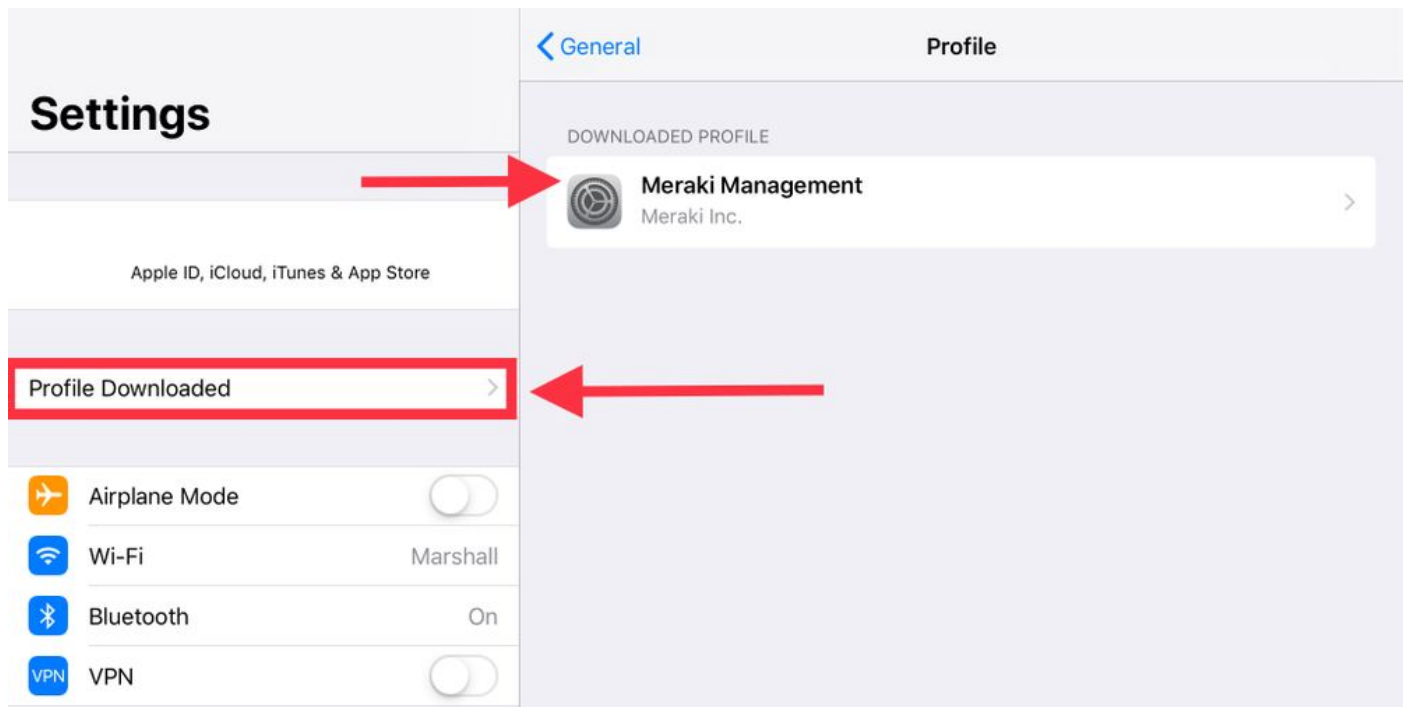 Settings
Apple ID, iCloud, iTunes & App Store
Profile Downloaded
Airplane Mode
Wi-Fi Marshall
Bluetooth On
VPN VPN
General Profile
DOWNLOADED PROFILE
Meraki Management
Meraki Inc.